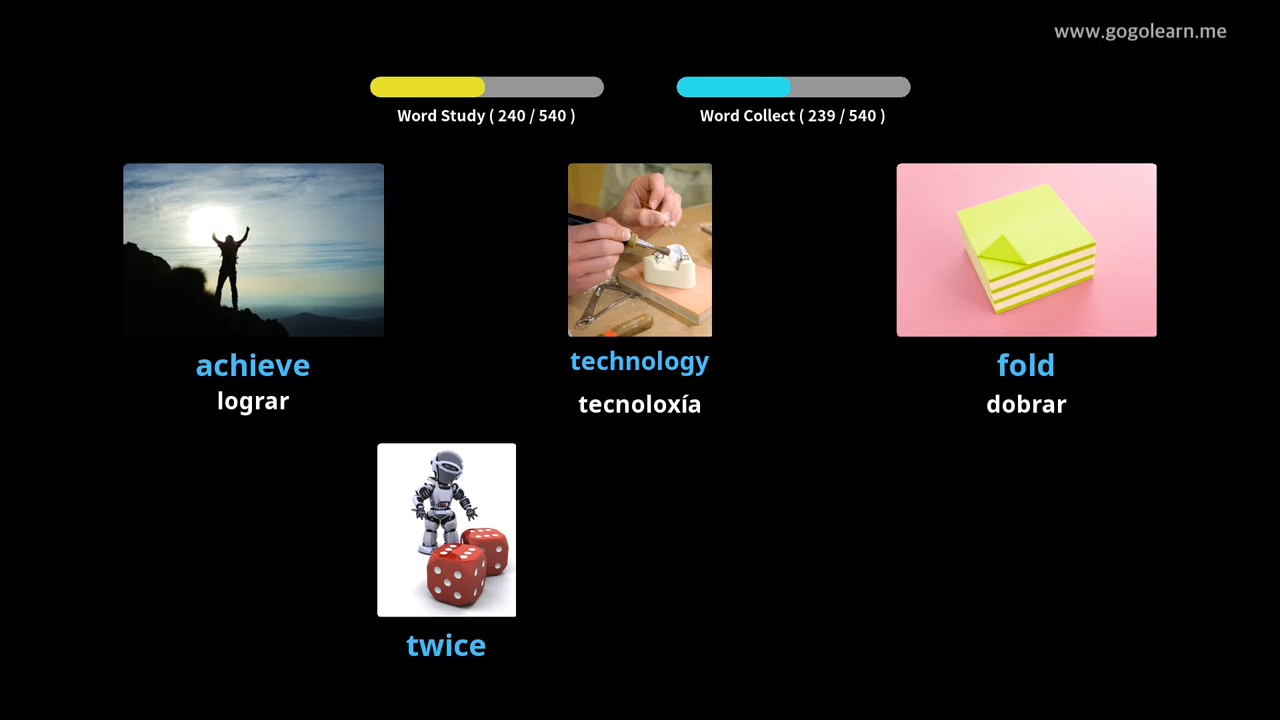 www.gogolearn.me
Word Study ( 240 / 540 )
Word Collect ( 239 / 540 )
achieve
lograr
technology
tecnoloxía
fold
dobrar
twice